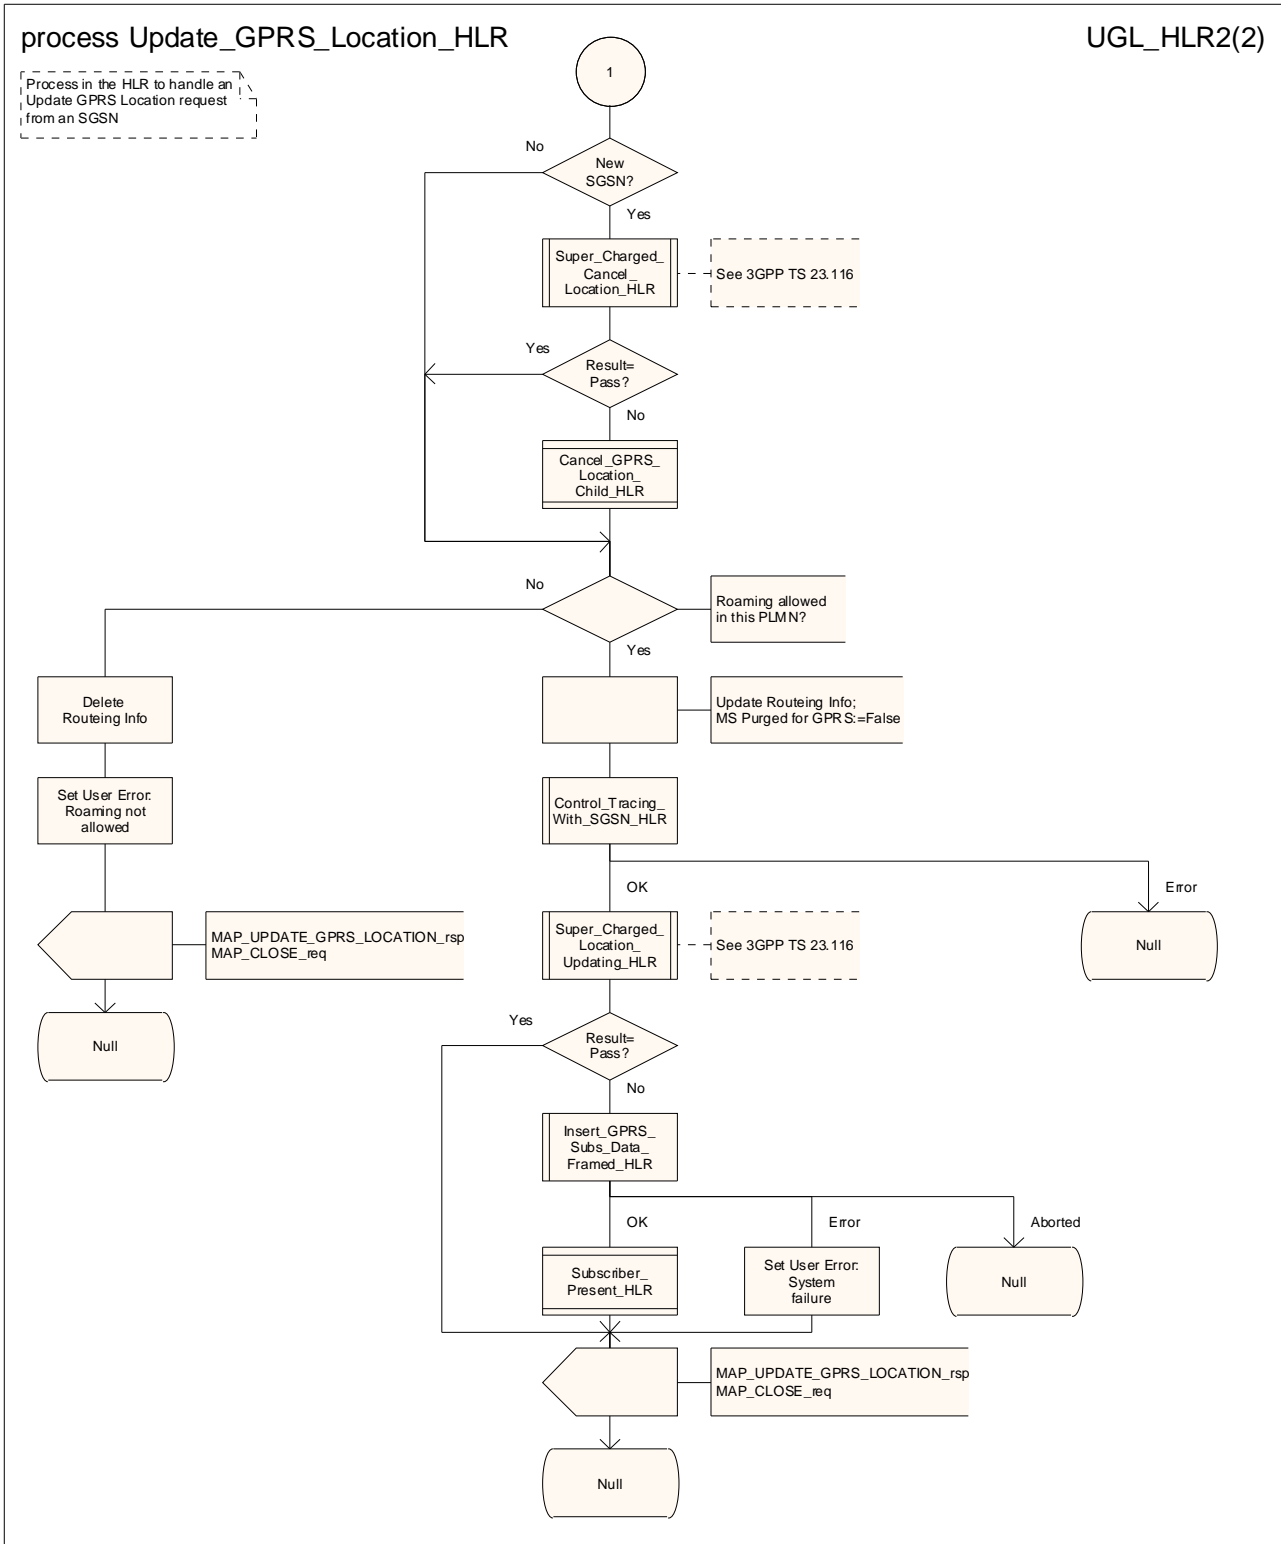 process Update_GPRS_Location_HLR
UGL_HLR2(2)
Process in the HLR to handle an
Update GPRS Location request
from an SGSN
1
No
New
SGSN?
Yes
Super_Charged_
Cancel_
Location_HLR
See 3GPP TS 23.116
Yes
Result=
Pass?
No
Cancel_GPRS_
Location_
Child_HLR
No
Roaming allowed
in this PLMN?
Yes
Delete
Routeing Info
Update Routeing Info;
MS Purged for GPRS:=False
Set User Error:
Roaming not
allowed
Control_Tracing_
With_SGSN_HLR
OK
Error
MAP_UPDATE_GPRS_LOCATION_rsp
MAP_CLOSE_req
Super_Charged_
Location_
Updating_HLR
See 3GPP TS 23.116
Null
Null
Yes
Result=
Pass?
No
Insert_GPRS_
Subs_Data_
Framed_HLR
OK
Error
Aborted
Subscriber_
Present_HLR
Set User Error:
System
failure
Null
MAP_UPDATE_GPRS_LOCATION_rsp
MAP_CLOSE_req
Null